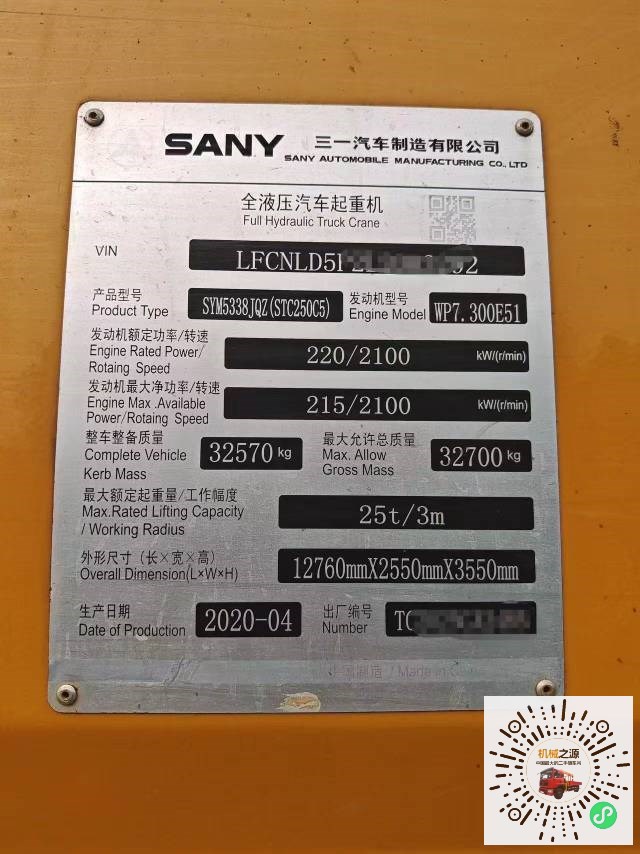 SANY 三一汽车制造有限公司
SANY AUTOMOBILE MANUFACTURING CO., LTD
全液压汽车起重机
Full Hydraulic Truck Crane
VIN
产品型号 SYM5338JQZ(STC250C5) 发动机型号 WP7.300E51
Product Type Engine Model
发动机额定功率/转速
Engine Rated Power/ 220/2100 kW/(r/min)
Rotaing Speed
发动机最大净功率/转速
Engine Max .Available 215/2100 kW/(r/min)
Power/Rotaing Speed
整车整备质量 最大允许总质量
Complete Vehicle 32570 kg Max. Allow 32700 kg
Kerb Mass Gross Mass
最大额定起重量/工作幅度
Max.Rated Lifting Capacity 25t/3m
/ Working Radius
外形尺寸（长×宽×高） 12760mmX2550mmX3550mm
Overall Dimension(L×W×H)
生产日期 2020-04 出厂编号
Date of Production Number
中国制造 / Made in
机械之源